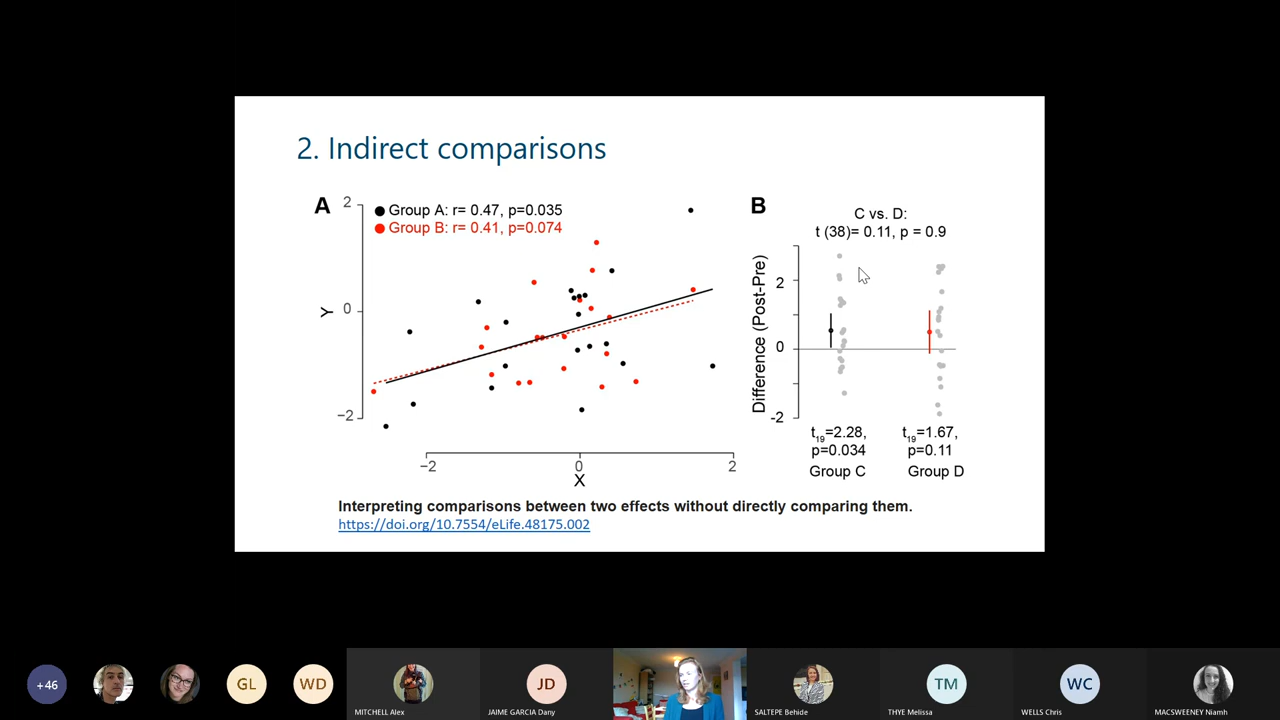 2. Indirect comparisons
A
Group A: r= 0.47, p=0.035
Group B: r= 0.41, p=0.074
2
0
−2
Y
−2
0
2
X
B
C vs. D:
t (38)= 0.11, p = 0.9
Difference (Post-Pre)
2
0
-2
t19=2.28,
p=0.034
Group C
t19=1.67,
p=0.11
Group D
Interpreting comparisons between two effects without directly comparing them.
https://doi.org/10.7554/eLife.48175.002
+46
GL
WD
MITCHELL Alex
JD
JAIME GARCIA Dany
SALTEPE Behide
TM
THYE Melissa
WC
WELLS Chris
MACSWEENEY Niamh